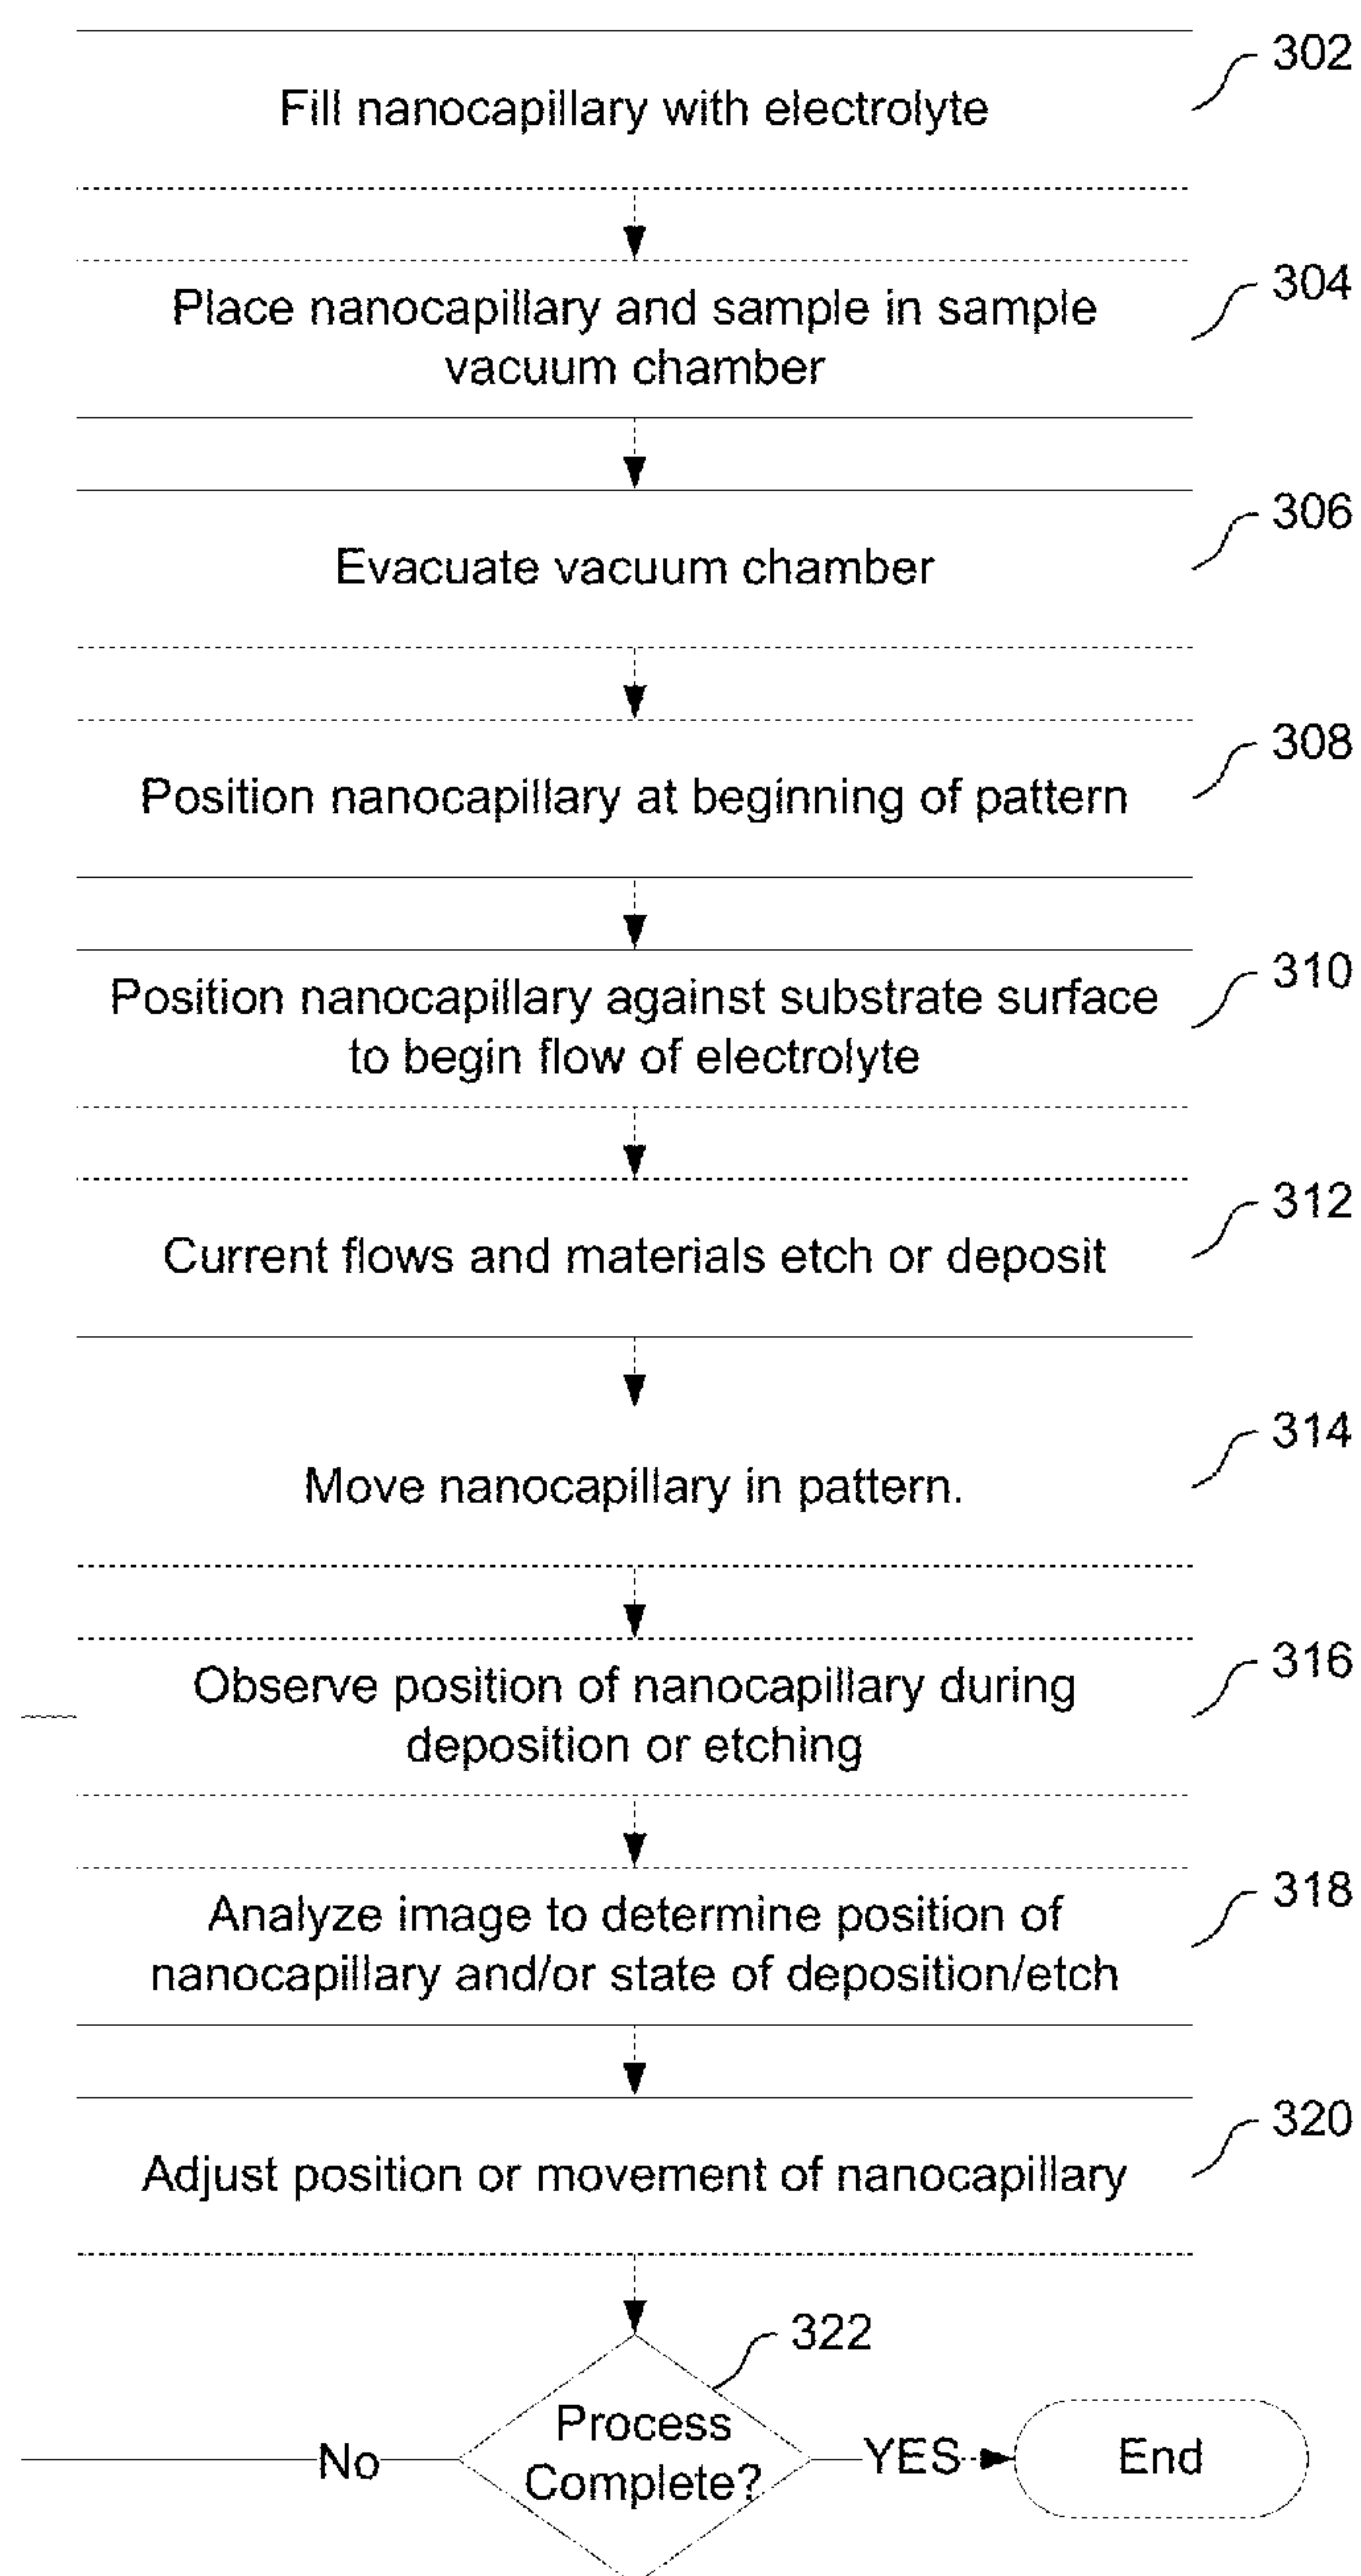 302
Fill nanocapillary with electrolyte
304
Place nanocapillary and sample in sample
vacuum chamber
306
Evacuate vacuum chamber
308
Position nanocapillary at beginning of pattern
310
Position nanocapillary against substrate surface
to begin flow of electrolyte
312
Current flows and materials etch or deposit
314
Move nanocapillary in pattern.
316
Observe position of nanocapillary during
deposition or etching
318
Analyze image to determine position of
nanocapillary and/or state of deposition/etch
320
Adjust position or movement of nanocapillary
322
Process
Complete?
No
YES
End